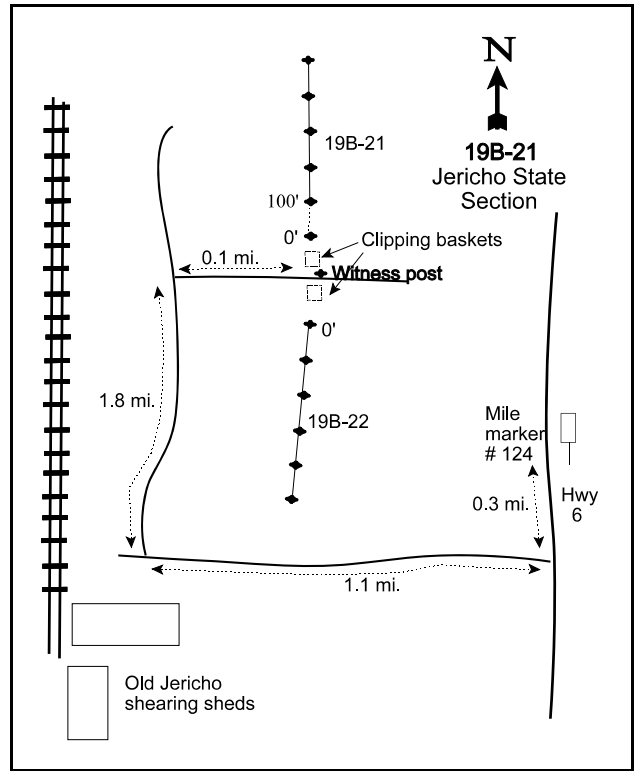 N
19B-21
Jericho State
Section
19B-21
100'
0'
Clipping baskets
0.1 mi.
Witness post
0'
1.8 mi.
19B-22
Mile
marker
# 124
0.3 mi.
Hwy
6
1.1 mi.
Old Jericho
shearing sheds